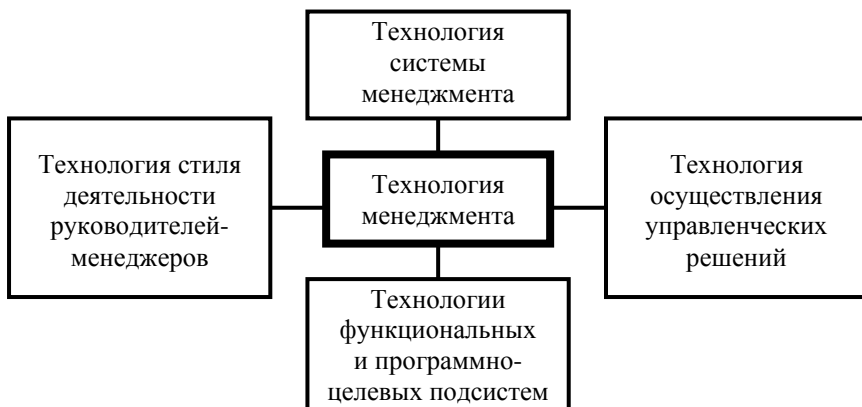 Технология
системы
менеджмента
Технология стиля
деятельности
руководителей-
менеджеров
Технология
менеджмента
Технология
осуществления
управленческих
решений
Технологии
функциональных
и программно-
целевых подсистем